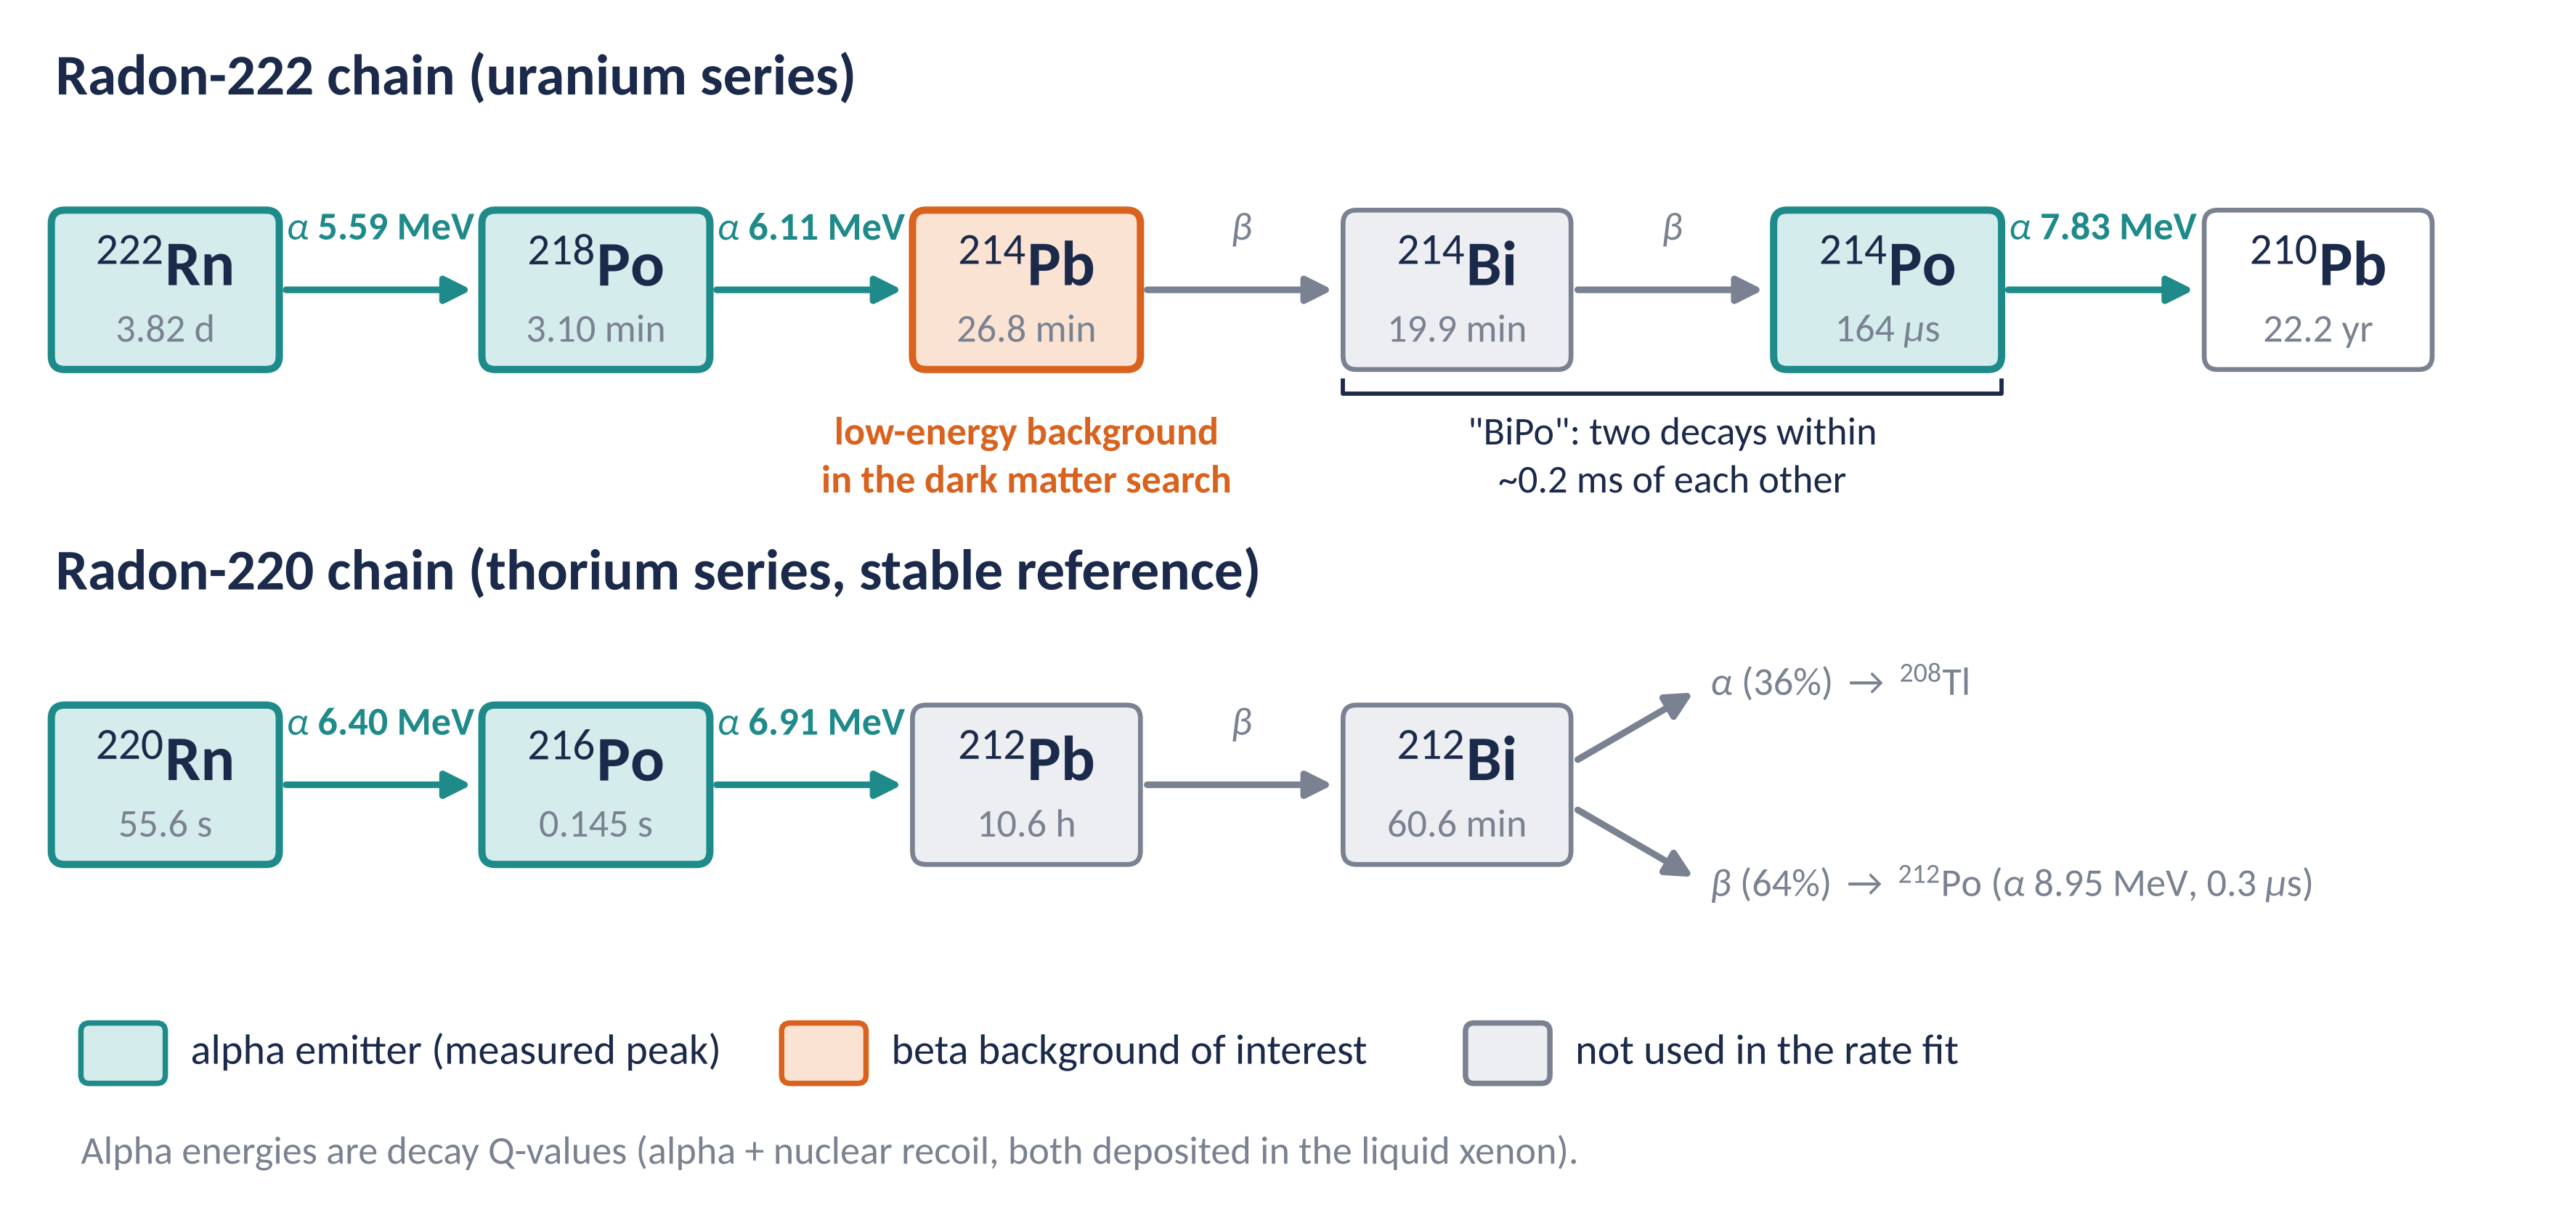 Radon-222 chain (uranium series)
α 5.59 MeV
α 6.11 MeV
β
β
α 7.83 MeV
²²²Rn
²¹⁸Po
²¹⁴Pb
²¹⁴Bi
²¹⁴Po
²¹⁰Pb
3.82 d
3.10 min
26.8 min
19.9 min
164 μs
22.2 yr
low-energy background
in the dark matter search
"BiPo": two decays within
~0.2 ms of each other
Radon-220 chain (thorium series, stable reference)
α (36%) → ²⁰⁸Tl
α 6.40 MeV
α 6.91 MeV
β
²²⁰Rn
²¹⁶Po
²¹²Pb
²¹²Bi
55.6 s
0.145 s
10.6 h
60.6 min
β (64%) → ²¹²Po (α 8.95 MeV, 0.3 μs)
alpha emitter (measured peak)
beta background of interest
not used in the rate fit
Alpha energies are decay Q-values (alpha + nuclear recoil, both deposited in the liquid xenon).